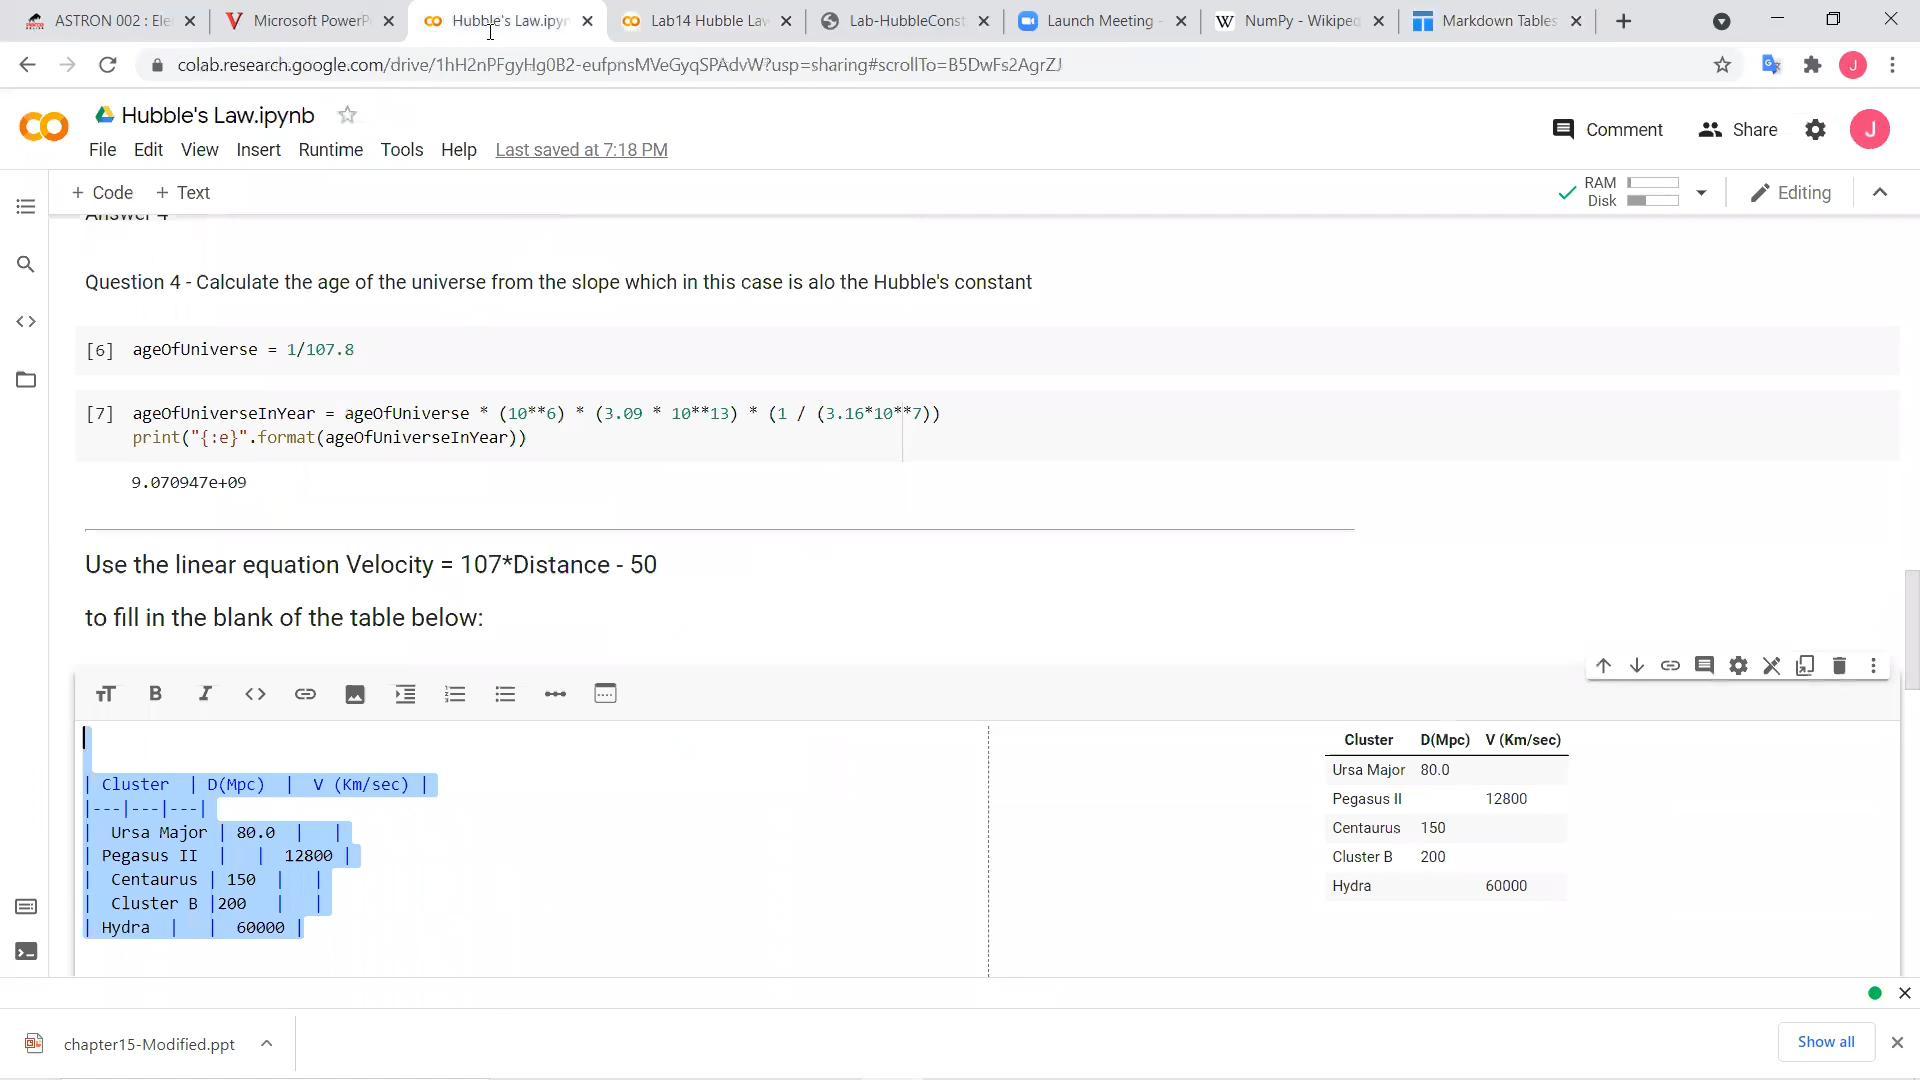 ASTRON 002 : Ele
Microsoft PowerP
Hubble's Law.ipyn
Lab14 Hubble Law
Lab-HubbleConst
Launch Meeting -
W NumPy - Wikiped
Markdown Tables
colab.research.google.com/drive/1hH2nPFgyHg0B2-eufpnsMVeGyqSPAdvW?usp=sharing#scrollTo=B5DwFs2AgrZJ
J
Hubble's Law.ipynb
Comment
Share
J
File Edit View Insert Runtime Tools Help Last saved at 7:18 PM
+ Code + Text
RAM
Disk
Editing
Answer 4
Question 4 - Calculate the age of the universe from the slope which in this case is alo the Hubble's constant
[6] ageOfUniverse = 1/107.8
[7] ageOfUniverseInYear = ageOfUniverse * (10**6) * (3.09 * 10**13) * (1 / (3.16*10**7))
print("{:e}".format(ageOfUniverseInYear))
9.070947e+09
Use the linear equation Velocity = 107*Distance - 50
to fill in the blank of the table below:
| Cluster | D(Mpc) | V (Km/sec) |
|---|---|---|
| Ursa Major | 80.0 | |
| Pegasus II | | 12800 |
| Centaurus | 150 | |
| Cluster B |200 | |
| Hydra | | 60000 |
Cluster D(Mpc) V (Km/sec)
Ursa Major 80.0
Pegasus II 12800
Centaurus 150
Cluster B 200
Hydra 60000
chapter15-Modified.ppt
Show all